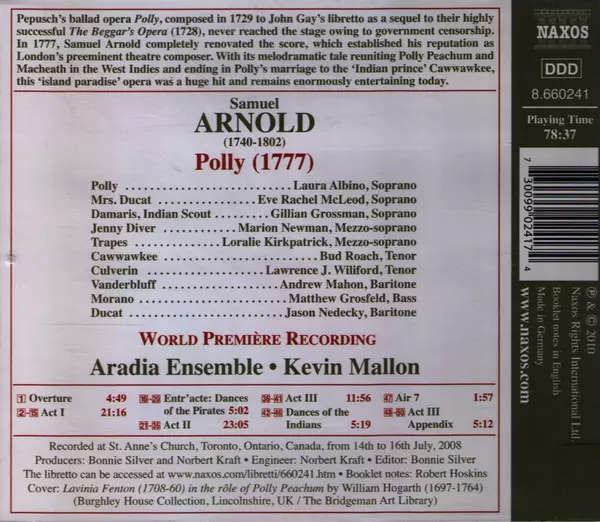 Pepusch's ballad opera Polly, composed in 1729 to John Gay's libretto as a sequel to their highly
successful The Beggar's Opera (1728), never reached the stage owing to government censorship.
In 1777, Samuel Arnold completely renovated the score, which established his reputation as
London's preeminent theatre composer. With its melodramatic tale reuniting Polly Peachum and
Macheath in the West Indies and ending in Polly's marriage to the 'Indian prince' Cawwawkee,
this 'island paradise' opera was a huge hit and remains enormously entertaining today.
Samuel
ARNOLD
(1740-1802)
Polly (1777)
Polly ........................ Laura Albino, Soprano
Mrs. Ducat .................. Eve Rachel McLeod, Soprano
Damaris, Indian Scout ......... Gillian Grossman, Soprano
Jenny Diver ............... Marion Newman, Mezzo-soprano
Trapes ................. Loralie Kirkpatrick, Mezzo-soprano
Cawwawkee ........................ Bud Roach, Tenor
Culverin .................... Lawrence J. Wiliford, Tenor
Vanderbluff .................. Andrew Mahon, Baritone
Morano ..................... Matthew Grosfeld, Bass
Ducat ........................ Jason Nedecky, Baritone
WORLD PREMIÈRE RECORDING
Aradia Ensemble • Kevin Mallon
1 Overture 4:49
2-15 Act I 21:16
16-20 Entr'acte: Dances
of the Pirates 5:02
21-35 Act II 23:05
36-41 Act III 11:56
42-46 Dances of the
Indians 5:19
47 Air 7 1:57
48-50 Act III
Appendix 5:12
Recorded at St. Anne's Church, Toronto, Ontario, Canada, from 14th to 16th July, 2008
Producers: Bonnie Silver and Norbert Kraft • Engineer: Norbert Kraft • Editor: Bonnie Silver
The libretto can be accessed at www.naxos.com/libretti/660241.htm • Booklet notes: Robert Hoskins
Cover: Lavinia Fenton (1708-60) in the rôle of Polly Peachum by William Hogarth (1697-1764)
(Burghley House Collection, Lincolnshire, UK / The Bridgeman Art Library)
NAXOS
DDD
8.660241
Playing Time
78:37
7 30099 02417 4
℗ & © 2010
Naxos Rights International Ltd.
Booklet notes in English
Made in Germany
www.naxos.com